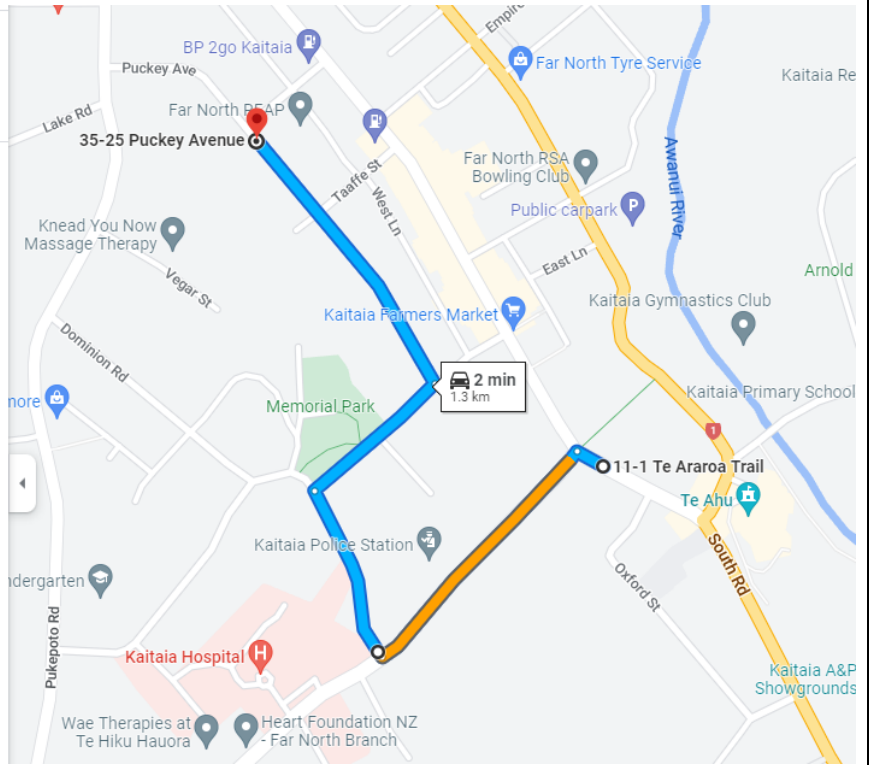 Empire
BP 2go Kaitaia
Far North Tyre Service
Puckey Ave
Kaitaia Re
Lake Rd
Far North REAP
35-25 Puckey Avenue
Taaffe St
Far North RSA
Bowling Club
Awanui River
West Ln
Public carpark
P
Knead You Now
Massage Therapy
East Ln
Vegar St
Arnold
Kaitaia Gymnastics Club
Kaitaia Farmers Market
Dominion Rd
2 min
1.3 km
Kaitaia Primary School
more
Memorial Park
1
11-1 Te Araroa Trail
Te Ahu
Kaitaia Police Station
South Rd
Oxford St
ndergarten
Pukepoto Rd
Kaitaia Hospital
H
Kaitaia A&P
Showgrounds
Wae Therapies at
Te Hiku Hauora
Heart Foundation NZ
- Far North Branch